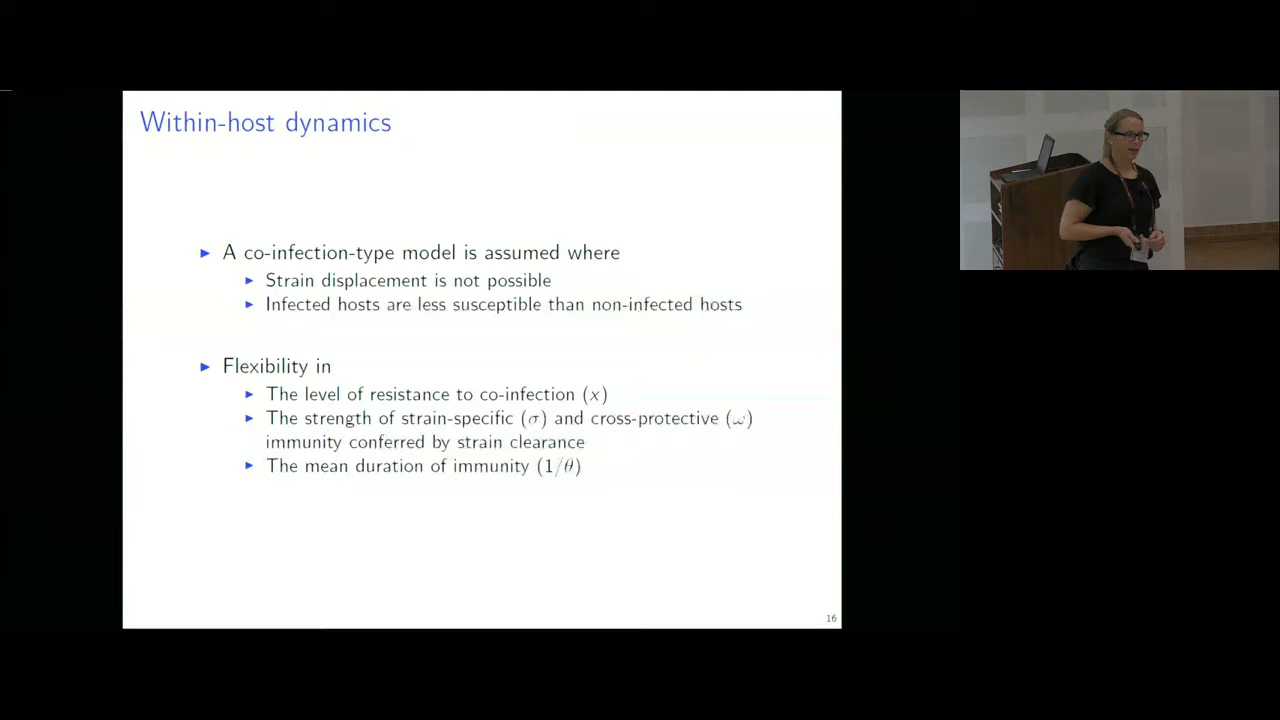 Within-host dynamics
▶ A co-infection-type model is assumed where
▶ Strain displacement is not possible
▶ Infected hosts are less susceptible than non-infected hosts
▶ Flexibility in
▶ The level of resistance to co-infection (x)
▶ The strength of strain-specific (σ) and cross-protective (ω)
immunity conferred by strain clearance
▶ The mean duration of immunity (1/θ)
16